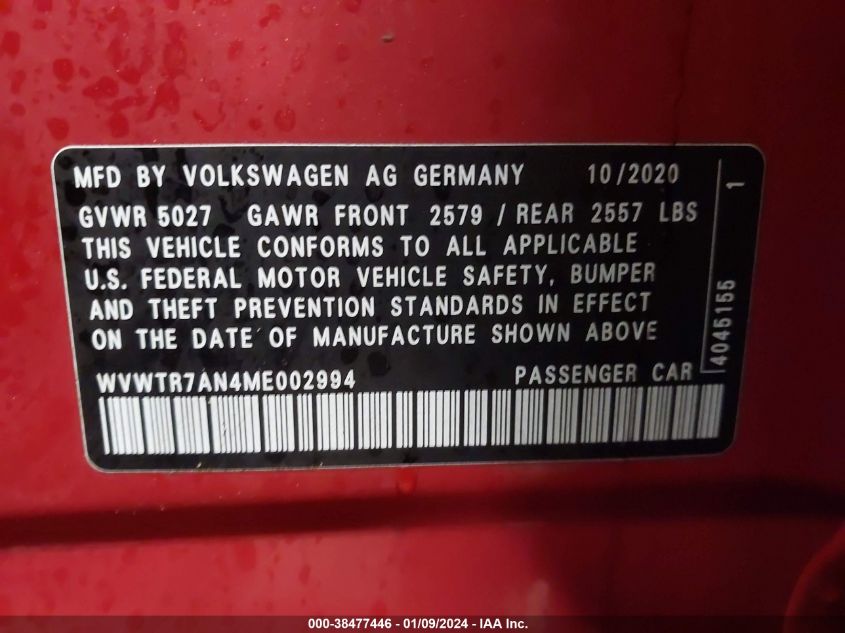 MFD BY VOLKSWAGEN AG GERMANY 10/2020
GVWR 5027 GAWR FRONT 2579 / REAR 2557 LBS
THIS VEHICLE CONFORMS TO ALL APPLICABLE
U.S. FEDERAL MOTOR VEHICLE SAFETY, BUMPER
AND THEFT PREVENTION STANDARDS IN EFFECT
ON THE DATE OF MANUFACTURE SHOWN ABOVE
WVWTR7AN4ME002994 PASSENGER CAR
4045155 1
000-38477446 - 01/09/2024 - IAA Inc.